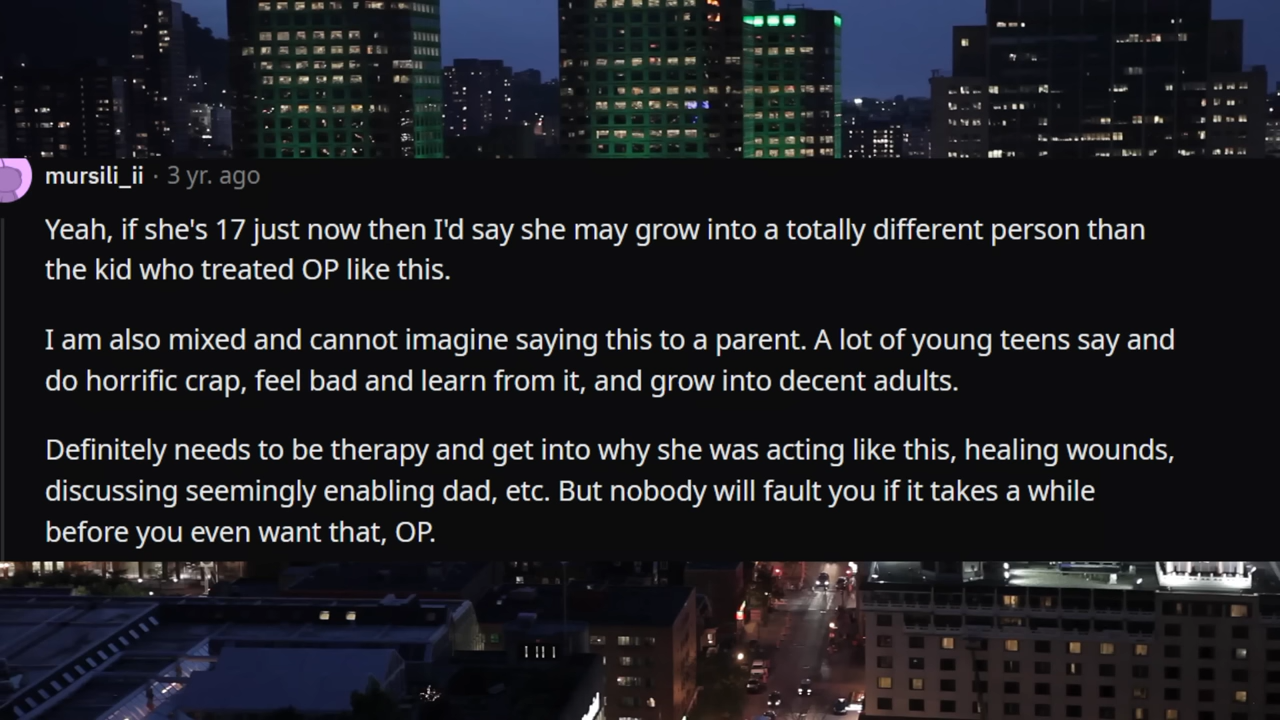 mursili_ii · 3 yr. ago
Yeah, if she's 17 just now then I'd say she may grow into a totally different person than
the kid who treated OP like this.
I am also mixed and cannot imagine saying this to a parent. A lot of young teens say and
do horrific crap, feel bad and learn from it, and grow into decent adults.
Definitely needs to be therapy and get into why she was acting like this, healing wounds,
discussing seemingly enabling dad, etc. But nobody will fault you if it takes a while
before you even want that, OP.